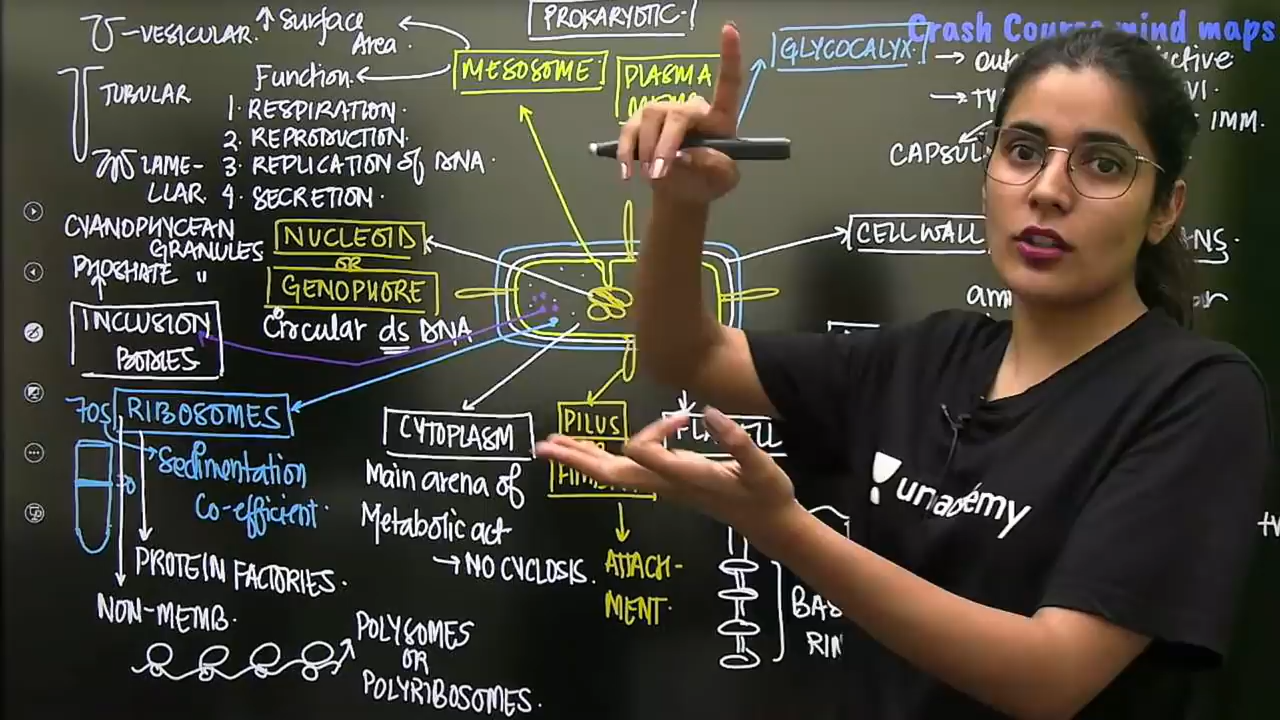 PROKARYOTIC
Crash Course mind maps
VESICULAR.
↑ Surface
Area.
MESOSOME
PLASMA
GLYCOCALYX.
TUBULAR
Function.
1. RESPIRATION.
2. REPRODUCTION.
3. REPLICATION of DNA.
4. SECRETION.
LAME-
LLAR.
IMM.
CYANOPHYCEAN
GRANULES
PHOSPHATE "
NUCLEOID
OR
GENOPHORE
Circular ds DNA
CELL WALL
INCLUSION
BODIES
70S
RIBOSOMES
Sedimentation
Co-efficient.
PROTEIN FACTORIES.
NON-MEMB.
POLYSOMES
OR
POLYRIBOSOMES.
CYTOPLASM
Main arena of
Metabolic act
→ NO CYCLOSIS.
PILUS
ATTACH-
MENT.
unacademy